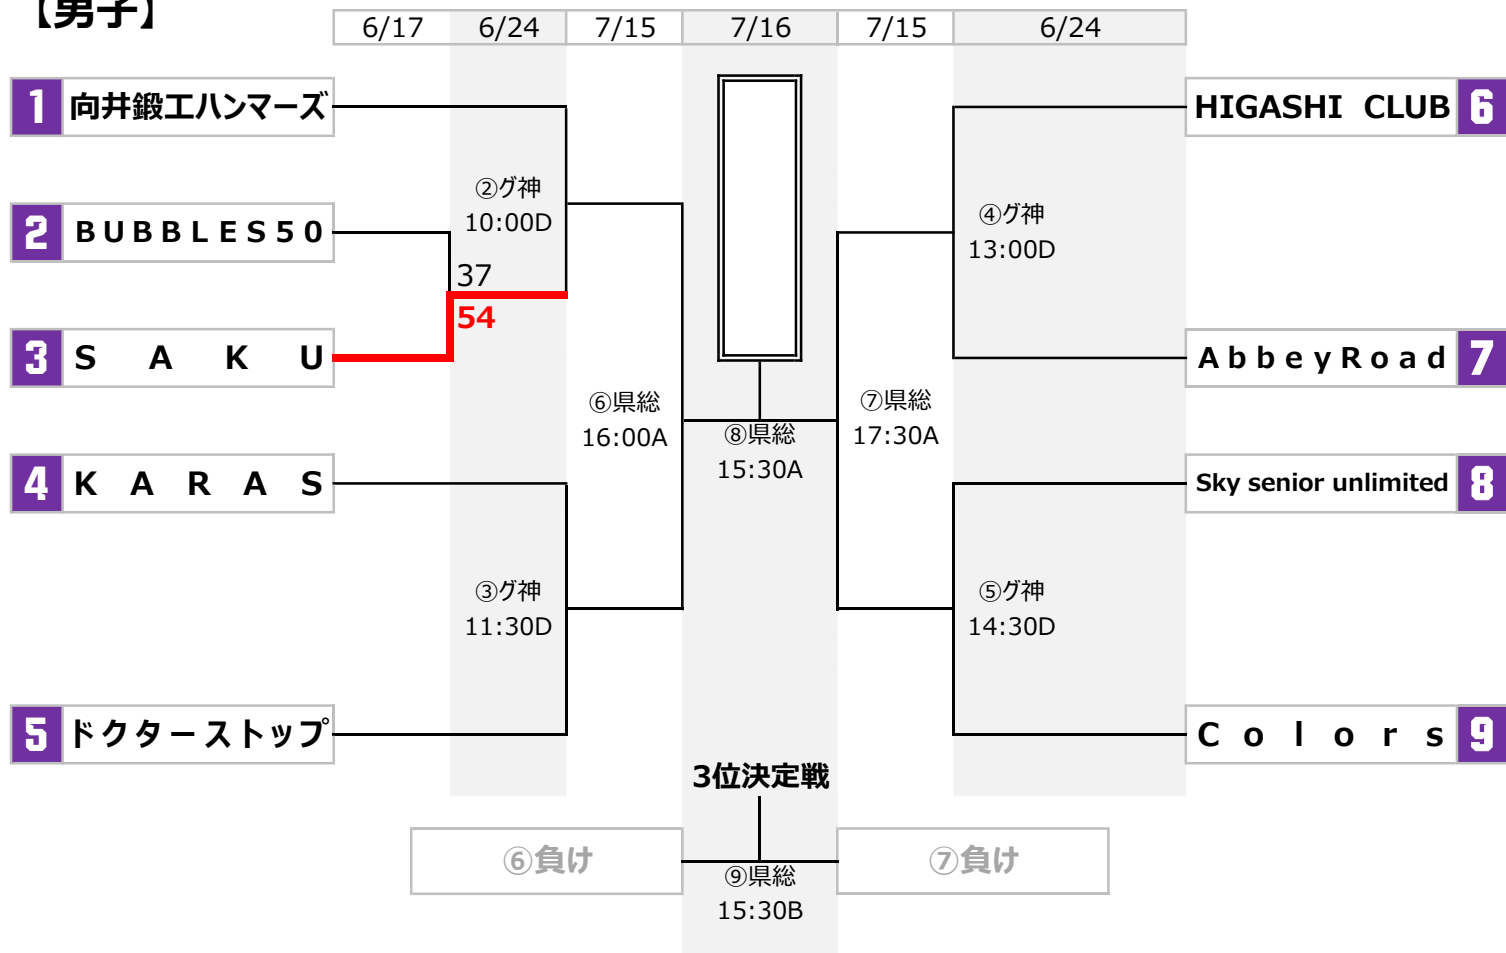 【男子】
6/17 6/24 7/15 7/16 7/15 6/24
1 向井鍛工ハンマーズ
HIGASHI CLUB 6
②グ神
10:00D
④グ神
13:00D
2 BUBBLES50
37
54
3 SAKU
AbbeyRoad 7
⑥県総
16:00A
⑧県総
15:30A
⑦県総
17:30A
4 KARAS
Sky senior unlimited 8
③グ神
11:30D
⑤グ神
14:30D
5 ドクターストップ
Colors 9
3位決定戦
⑥負け
⑦負け
⑨県総
15:30B